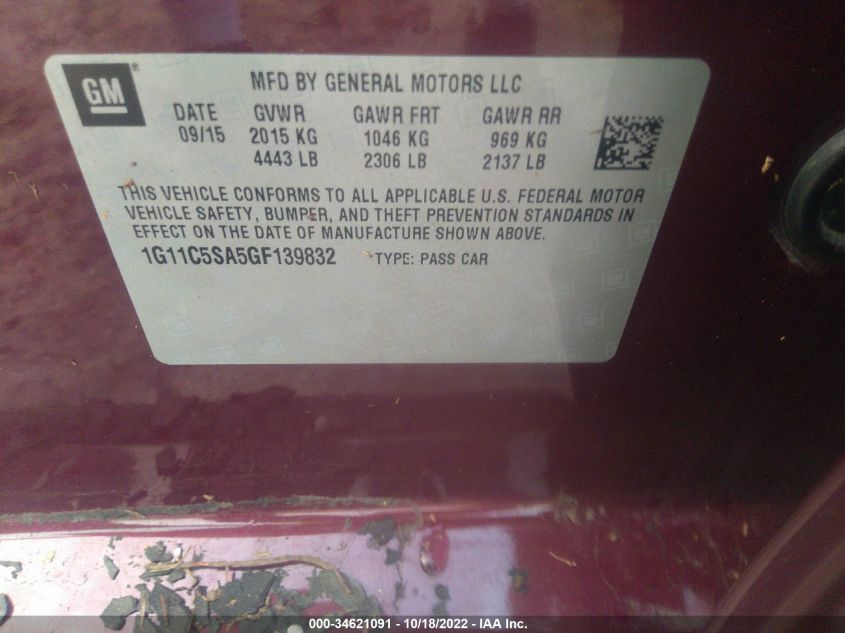 GM®
MFD BY GENERAL MOTORS LLC
DATE GVWR GAWR FRT GAWR RR
09/15 2015 KG 1046 KG 969 KG
4443 LB 2306 LB 2137 LB
THIS VEHICLE CONFORMS TO ALL APPLICABLE U.S. FEDERAL MOTOR
VEHICLE SAFETY, BUMPER, AND THEFT PREVENTION STANDARDS IN
EFFECT ON THE DATE OF MANUFACTURE SHOWN ABOVE.
1G11C5SA5GF139832 TYPE: PASS CAR
000-34621091 - 10/18/2022 - IAA Inc.